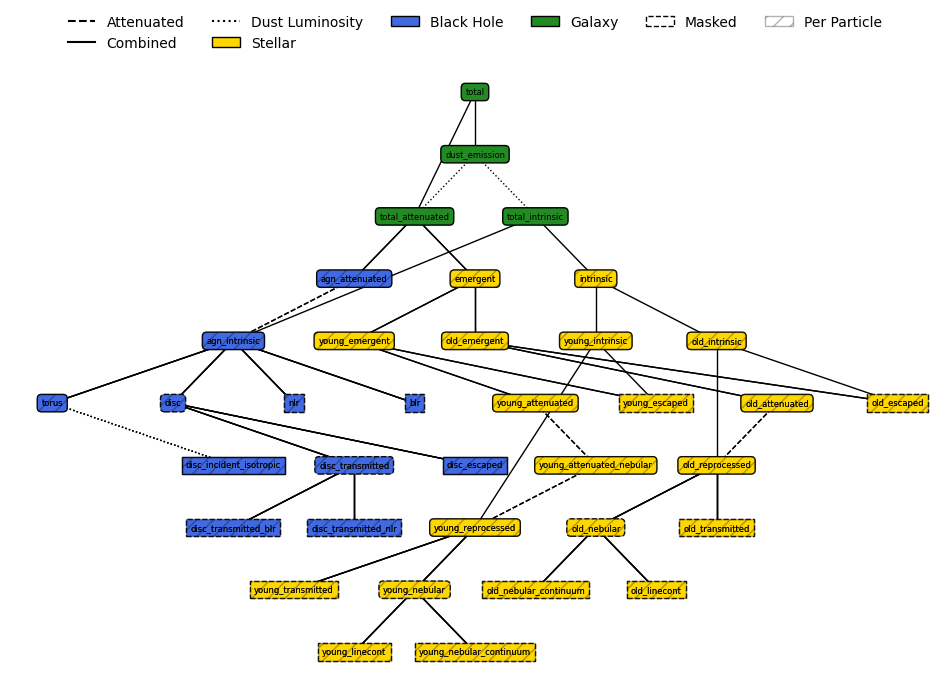 Attenuated Dust Luminosity Black Hole Galaxy Masked Per Particle
Combined Stellar
total
dust_emission
total_attenuated total_intrinsic
agn_attenuated emergent intrinsic
agn_intrinsic young_emergent old_emergent young_intrinsic old_intrinsic
torus disc nlr blr young_attenuated young_escaped old_attenuated old_escaped
disc_incident_isotropic disc_transmitted disc_escaped young_attenuated_nebular old_reprocessed
disc_transmitted_blr disc_transmitted_nlr young_reprocessed old_nebular old_transmitted
young_transmitted young_nebular old_nebular_continuum old_linecont
young_linecont young_nebular_continuum